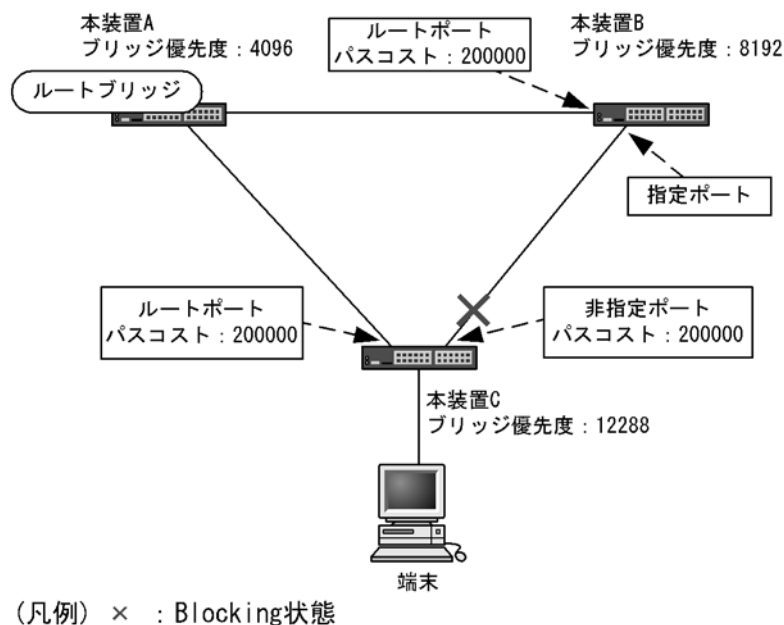 本装置A
ブリッジ優先度：4096
ルートポート
パスコスト：200000
本装置B
ブリッジ優先度：8192
ルートブリッジ
指定ポート
ルートポート
パスコスト：200000
非指定ポート
パスコスト：200000
本装置C
ブリッジ優先度：12288
端末
(凡例) × ：Blocking状態